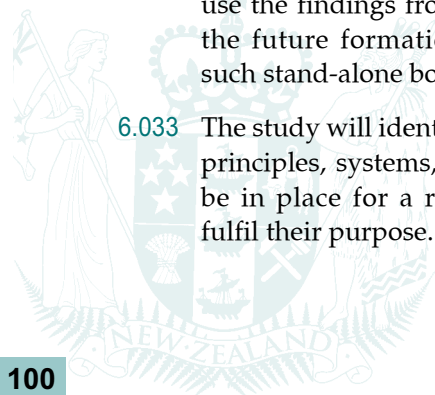 use the findings fro
the future formati
such stand-alone bo
6.033 The study will ident
principles, systems,
be in place for a r
fulfil their purpose.
NEW·ZEALAND
100